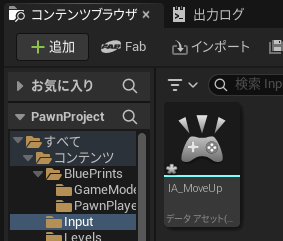 コンテンツブラウザ
出力ログ
追加
Fab
インポート
お気に入り
検索 Inp
PawnProject
すべて
コンテンツ
BluePrints
GameMode
PawnPlaye
Input
Levels
IA_MoveUp
データ アセット(...